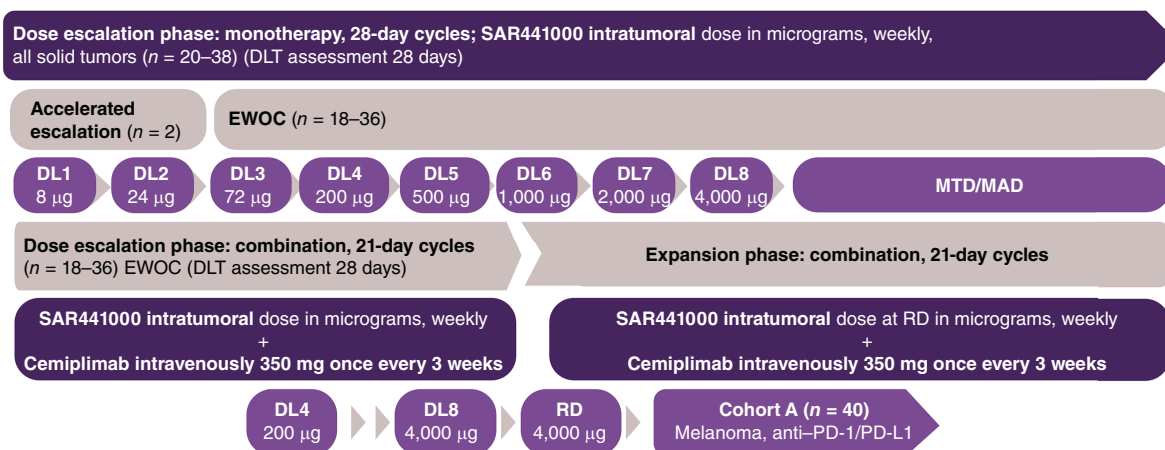 Dose escalation phase: monotherapy, 28-day cycles; SAR441000 intratumoral dose in micrograms, weekly,
all solid tumors (n = 20–38) (DLT assessment 28 days)
Accelerated
escalation (n = 2)
EWOC (n = 18–36)
DL1
8 µg
DL2
24 µg
DL3
72 µg
DL4
200 µg
DL5
500 µg
DL6
1,000 µg
DL7
2,000 µg
DL8
4,000 µg
MTD/MAD
Dose escalation phase: combination, 21-day cycles
(n = 18–36) EWOC (DLT assessment 28 days)
Expansion phase: combination, 21-day cycles
SAR441000 intratumoral dose in micrograms, weekly
+
Cemiplimab intravenously 350 mg once every 3 weeks
SAR441000 intratumoral dose at RD in micrograms, weekly
+
Cemiplimab intravenously 350 mg once every 3 weeks
DL4
200 µg
DL8
4,000 µg
RD
4,000 µg
Cohort A (n = 40)
Melanoma, anti–PD-1/PD-L1